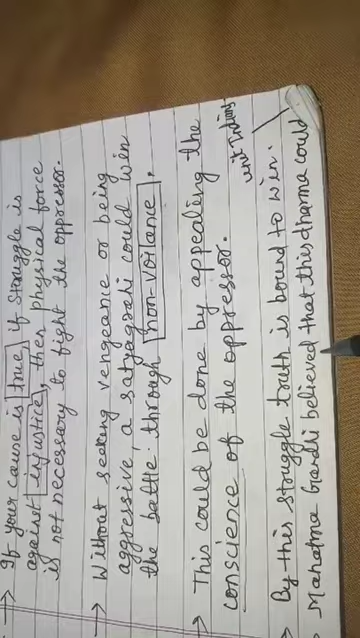 → If your cause is true, if struggle is
against injustice, then physical force
is not necessary to fight the oppressor.
→ Without seeking vengeance or being
aggressive, a satyagrahi could win
the battle through non-voilance.
→ This could be done by appealing the
conscience of the oppressor.
→ By this struggle truth is bound to win.
Mahatma Gandhi believed that this dharma could
unit Indians